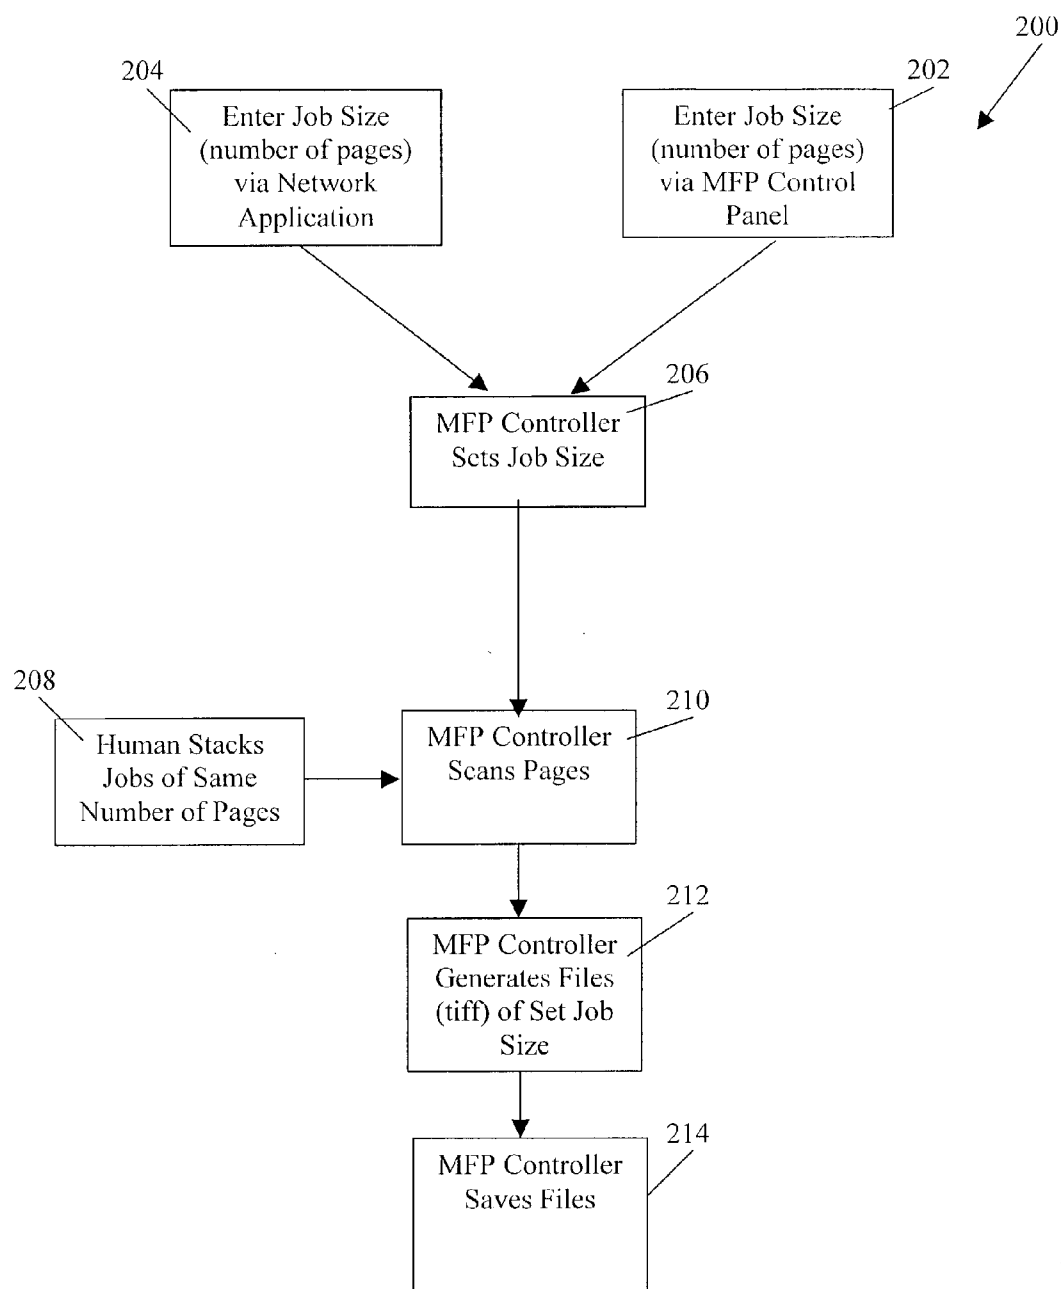 200
204
202
Enter Job Size
(number of pages)
via Network
Application
Enter Job Size
(number of pages)
via MFP Control
Panel
206
MFP Controller
Sets Job Size
208
210
Human Stacks
Jobs of Same
Number of Pages
MFP Controller
Scans Pages
212
MFP Controller
Generates Files
(tiff) of Set Job
Size
214
MFP Controller
Saves Files